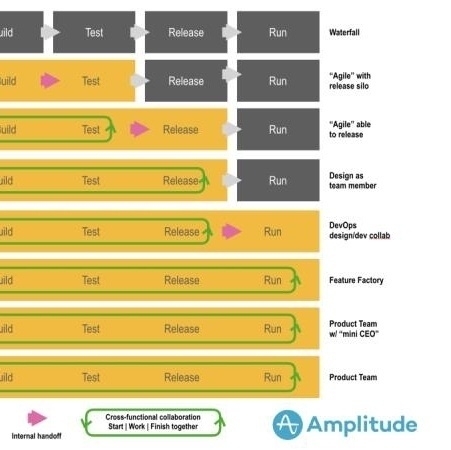 uild Test Release Run Waterfall
uild Test Release Run "Agile" with
release silo
uild Test Release Run "Agile" able
to release
uild Test Release Run Design as
team member
uild Test Release Run DevOps
design/dev collab
uild Test Release Run Feature Factory
uild Test Release Run Product Team
w/ "mini CEO"
uild Test Release Run Product Team
Internal handoff
Cross-functional collaboration
Start | Work | Finish together
Amplitude